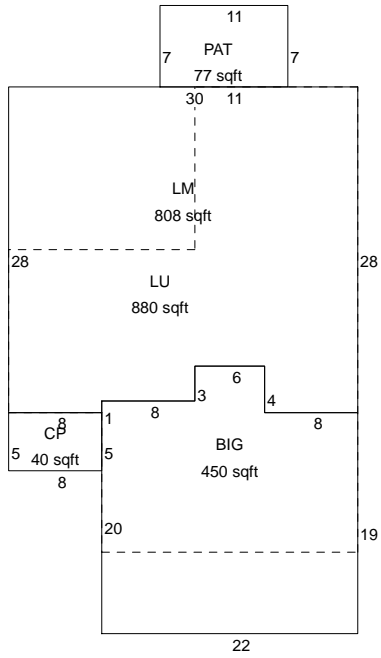 11
7 PAT 7
77 sqft
30 11
LM
808 sqft
28 28
LU
880 sqft
6
3 4
8 1 8 8
CP BIG
5 40 sqft 5 450 sqft
8
20 19
22